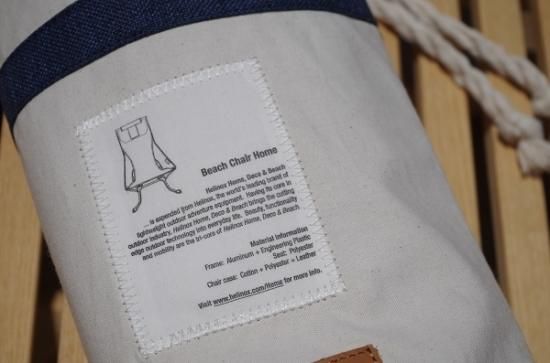 Beach Chair Home
Helinox Home, Deco & Beach
... is expanded from Helinox, the world's leading brand of
lightweight outdoor adventure equipment. Having its core in
outdoor industry, Helinox Home, Deco & Beach brings the cutting
edge outdoor technology into everyday life. Beauty, functionality
and mobility are the tri-cors of Helinox Home, Deco & Beach.
Material Information
Frame: Aluminum + Engineering Plastic
Seat: Polyester
Chair case: Cotton + Polyester + Leather
Visit www.helinox.com/Home for more info.